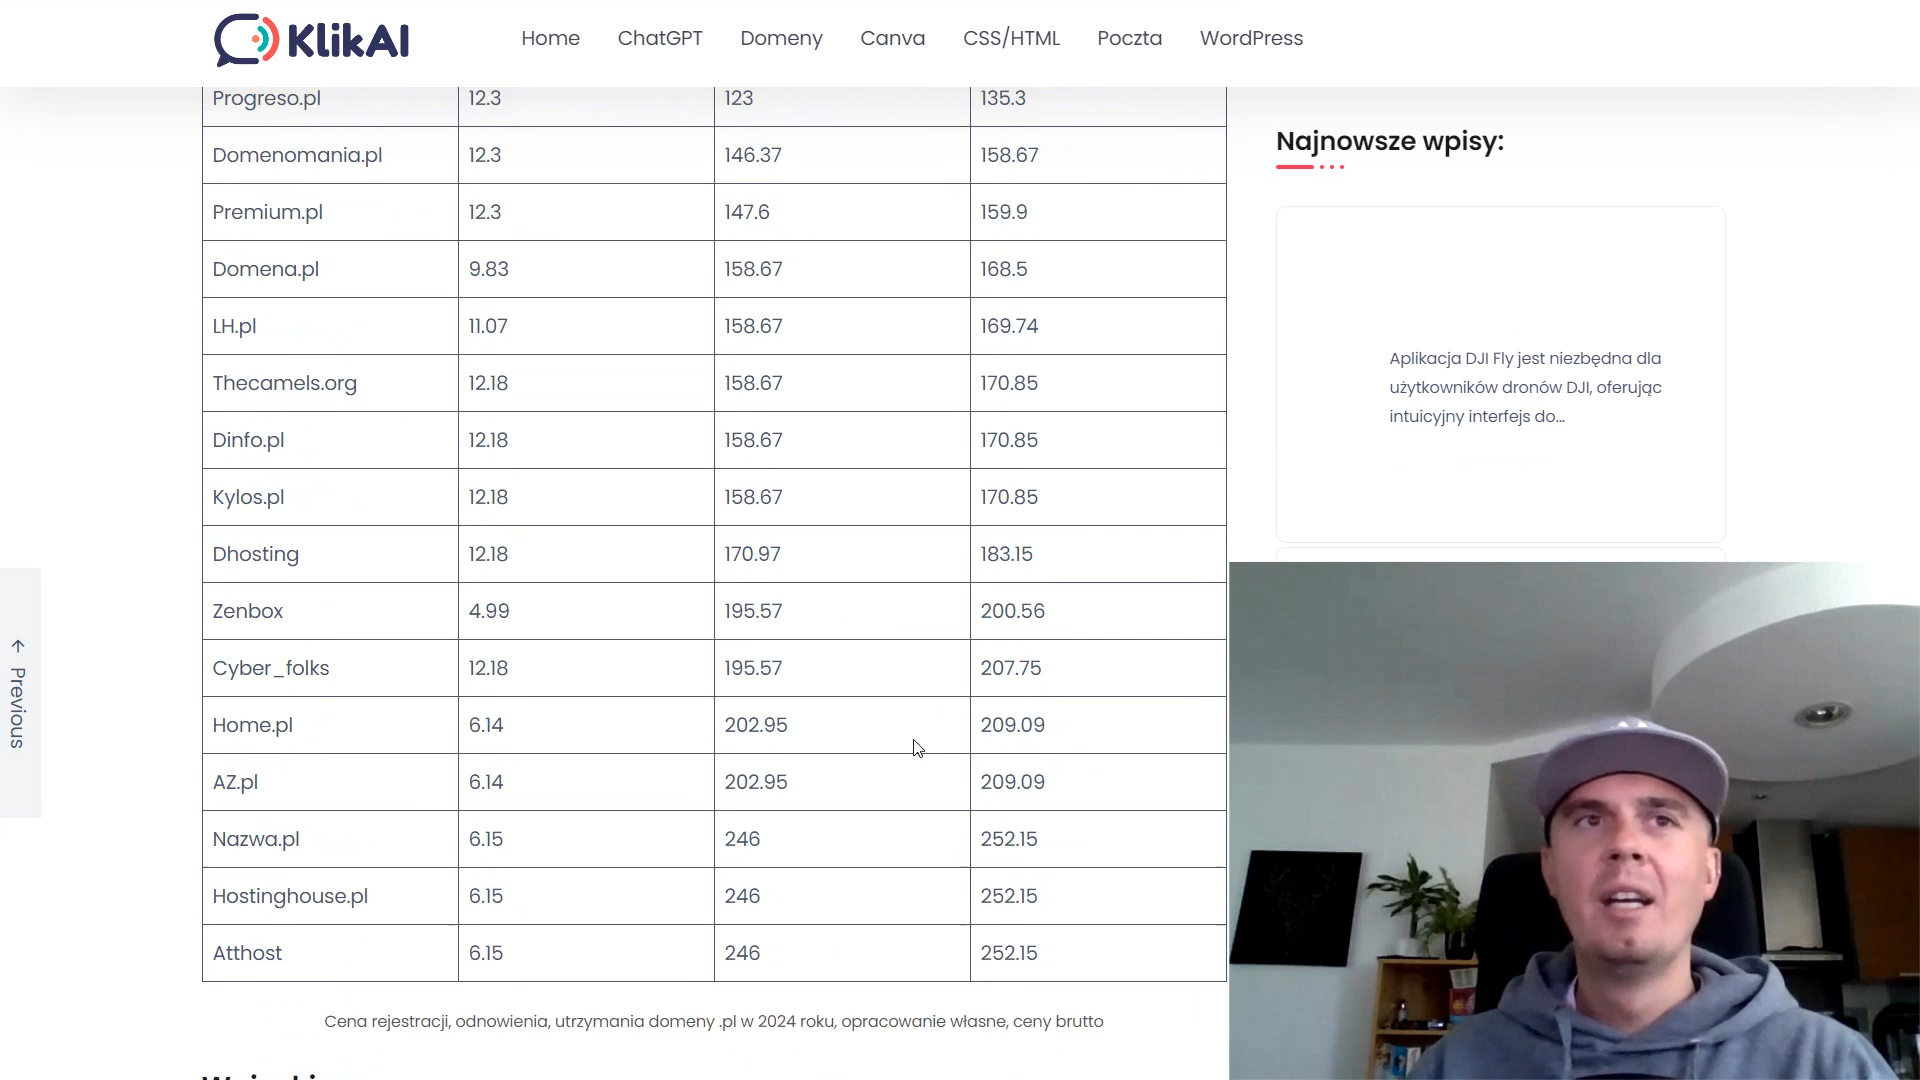 KlikAI
Home ChatGPT Domeny Canva CSS/HTML Poczta WordPress
Progreso.pl 12.3 123 135.3
Domenomania.pl 12.3 146.37 158.67
Premium.pl 12.3 147.6 159.9
Domena.pl 9.83 158.67 168.5
LH.pl 11.07 158.67 169.74
Thecamels.org 12.18 158.67 170.85
Dinfo.pl 12.18 158.67 170.85
Kylos.pl 12.18 158.67 170.85
Dhosting 12.18 170.97 183.15
Zenbox 4.99 195.57 200.56
Cyber_folks 12.18 195.57 207.75
Home.pl 6.14 202.95 209.09
AZ.pl 6.14 202.95 209.09
Nazwa.pl 6.15 246 252.15
Hostinghouse.pl 6.15 246 252.15
Atthost 6.15 246 252.15
Cena rejestracji, odnowienia, utrzymania domeny .pl w 2024 roku, opracowanie własne, ceny brutto
Najnowsze wpisy:
Aplikacja DJI Fly jest niezbędna dla
użytkowników dronów DJI, oferując
intuicyjny interfejs do...
← Previous